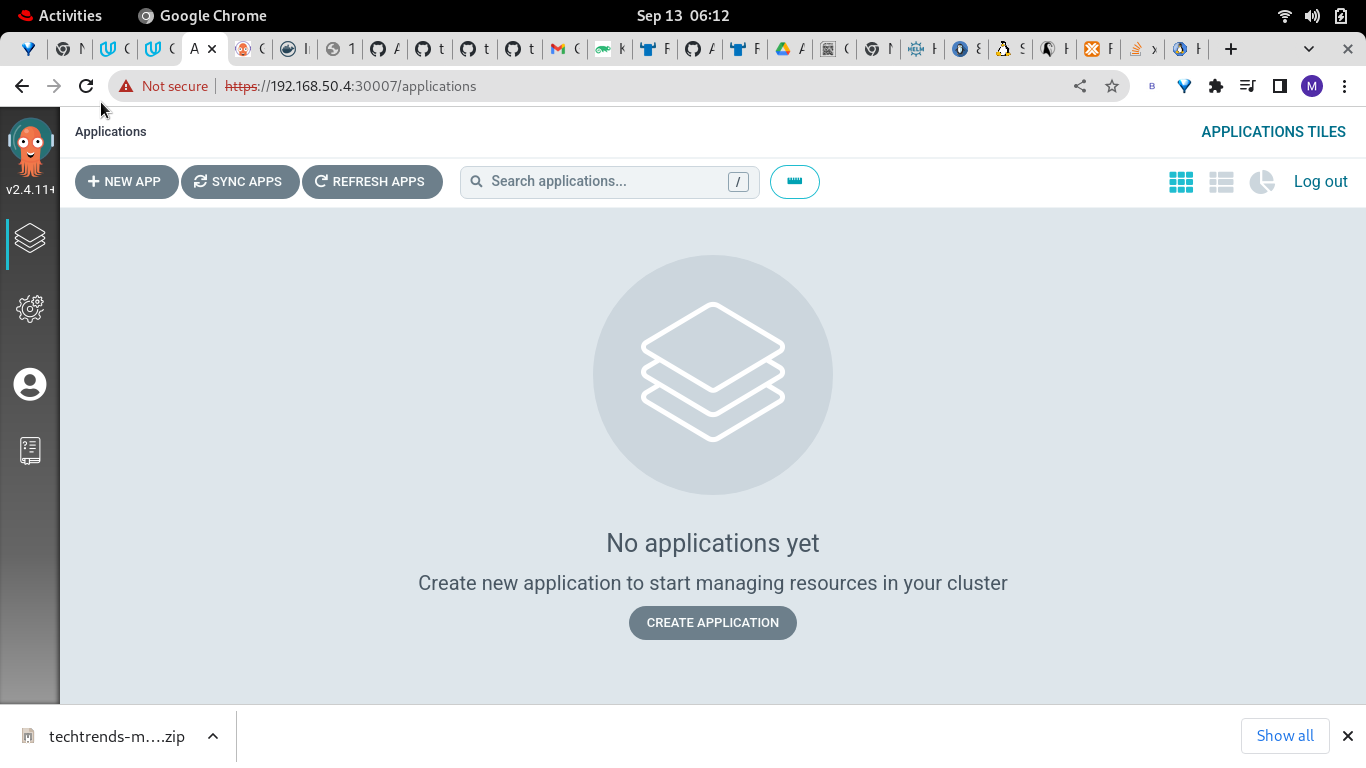 Activities Google Chrome Sep 13 06:12
N C C A C I 1 A t t t C K F A F A C N H 8 S H F x H
Not secure https://192.168.50.4:30007/applications B M
v2.4.11+
Applications APPLICATIONS TILES
NEW APP SYNC APPS REFRESH APPS Search applications... / Log out
No applications yet
Create new application to start managing resources in your cluster
CREATE APPLICATION
techtrends-m....zip Show all